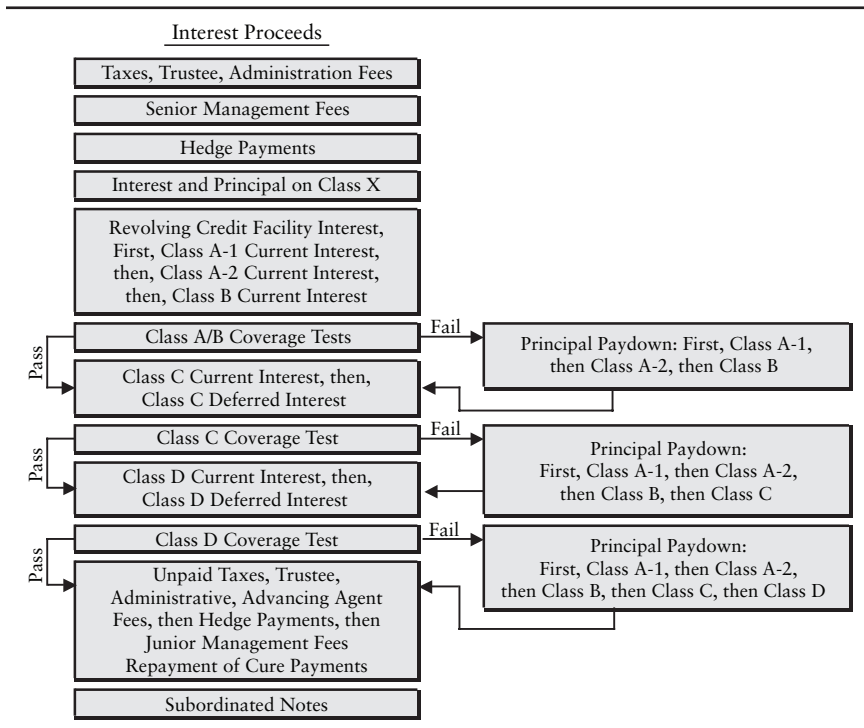 Interest Proceeds
Taxes, Trustee, Administration Fees
Senior Management Fees
Hedge Payments
Interest and Principal on Class X
Revolving Credit Facility Interest,
First, Class A-1 Current Interest,
then, Class A-2 Current Interest,
then, Class B Current Interest
Class A/B Coverage Tests
Fail
Principal Paydown: First, Class A-1,
then Class A-2, then Class B
Pass
Class C Current Interest, then,
Class C Deferred Interest
Class C Coverage Test
Fail
Principal Paydown:
First, Class A-1, then Class A-2,
then Class B, then Class C
Pass
Class D Current Interest, then,
Class D Deferred Interest
Class D Coverage Test
Fail
Principal Paydown:
First, Class A-1, then Class A-2,
then Class B, then Class C, then Class D
Pass
Unpaid Taxes, Trustee,
Administrative, Advancing Agent
Fees, then Hedge Payments, then
Junior Management Fees
Repayment of Cure Payments
Subordinated Notes